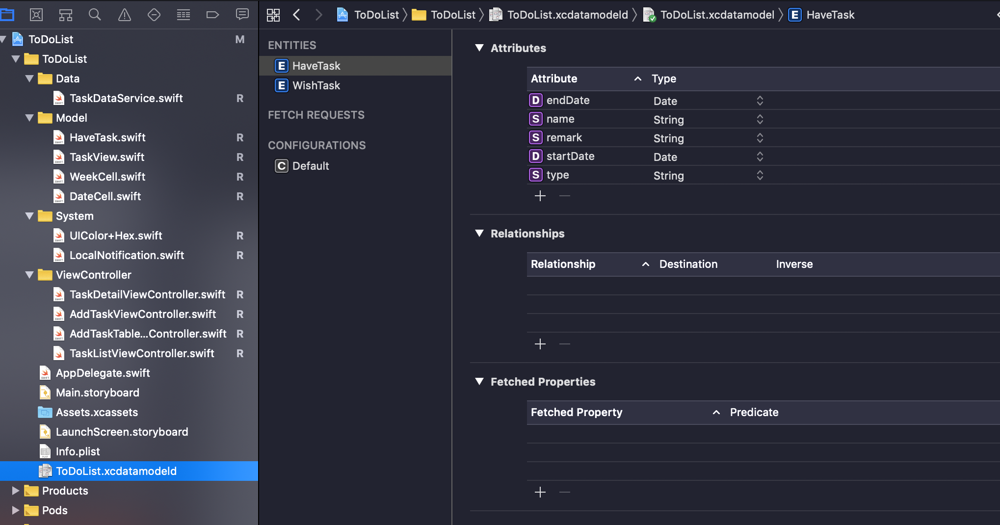 ToDoList M
ToDoList
Data
TaskDataService.swift R
Model
HaveTask.swift R
TaskView.swift R
WeekCell.swift R
DateCell.swift R
System
UIColor+Hex.swift R
LocalNotification.swift R
ViewController
TaskDetailViewController.swift R
AddTaskViewController.swift R
AddTaskTable...Controller.swift R
TaskListViewController.swift R
AppDelegate.swift
Main.storyboard
Assets.xcassets
LaunchScreen.storyboard
Info.plist
ToDoList.xcdatamodeld
Products
Pods
ToDoList ToDoList ToDoList.xcdatamodeld ToDoList.xcdatamodel E HaveTask
ENTITIES
E HaveTask
E WishTask
FETCH REQUESTS
CONFIGURATIONS
C Default
Attributes
Attribute Type
D endDate Date
S name String
S remark String
D startDate Date
S type String
Relationships
Relationship Destination Inverse
Fetched Properties
Fetched Property Predicate